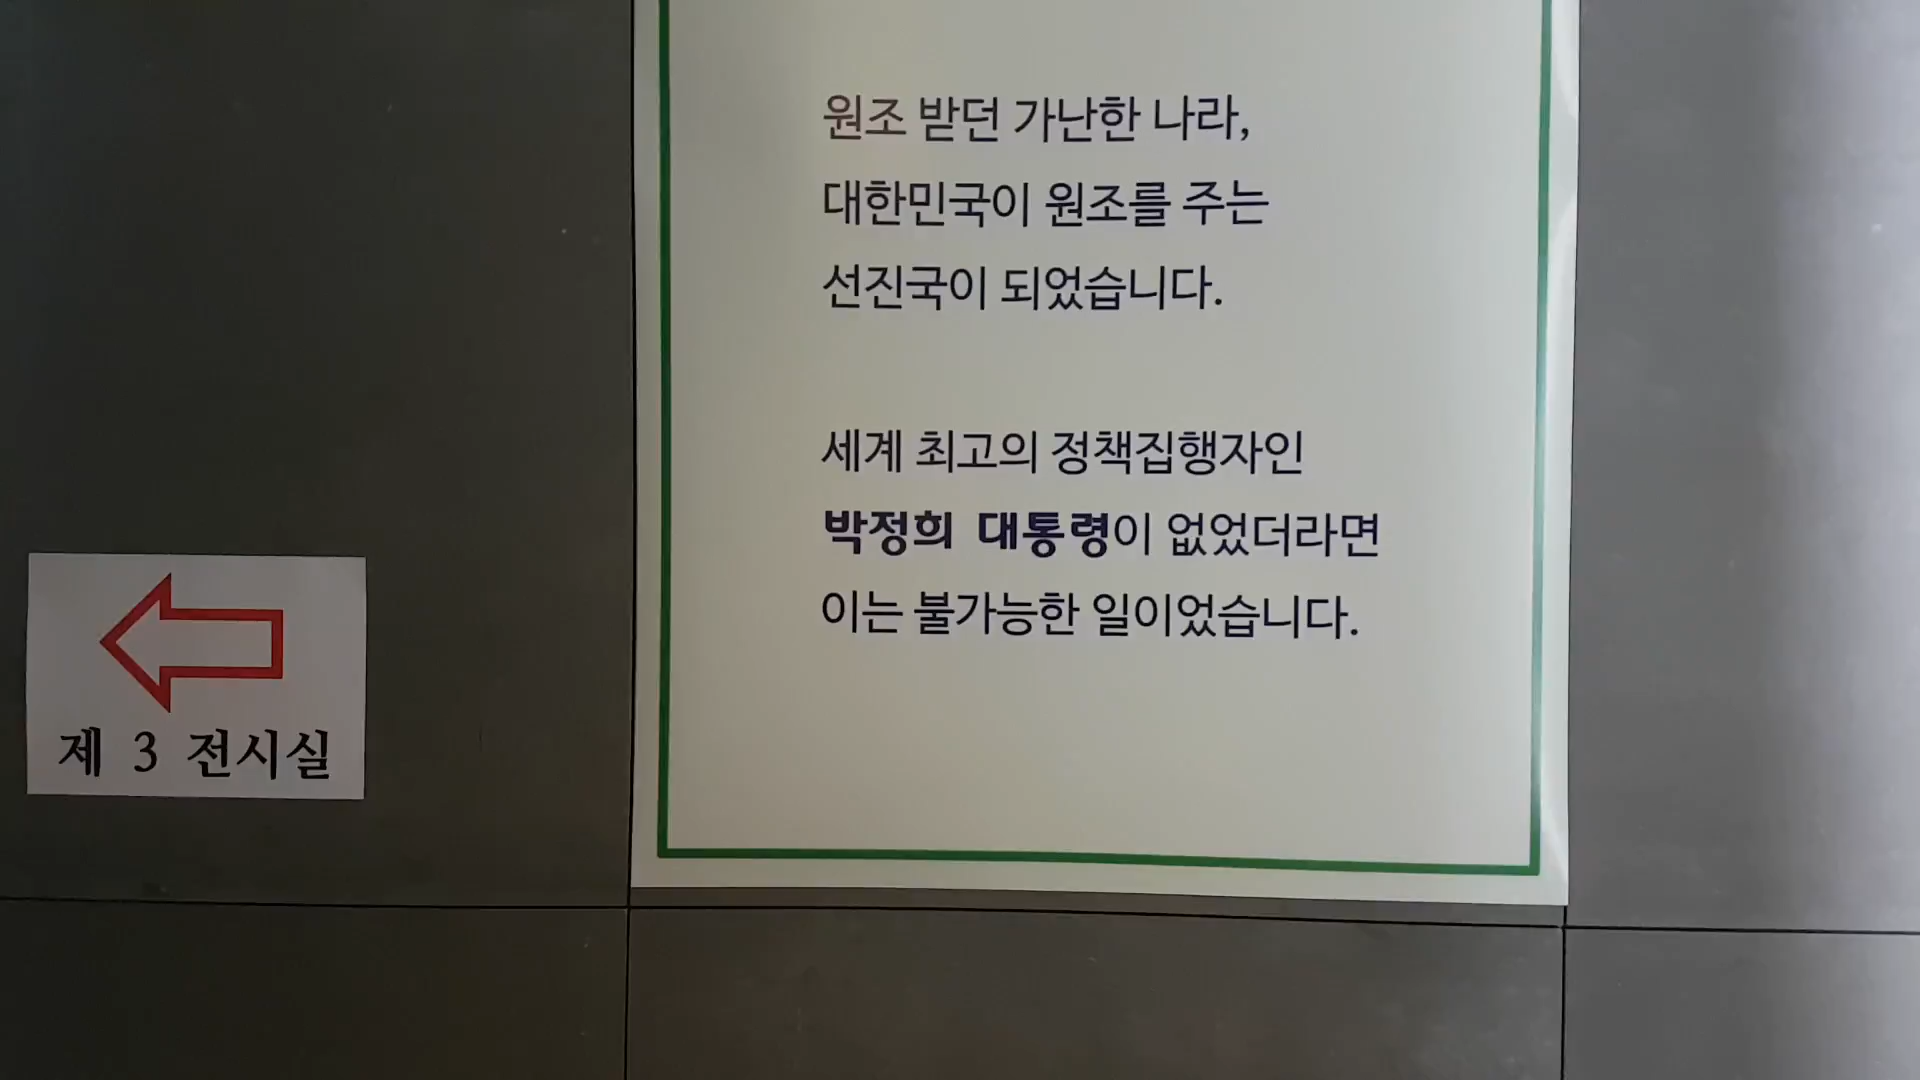 원조 받던 가난한 나라,
대한민국이 원조를 주는
선진국이 되었습니다.
세계 최고의 정책집행자인
박정희 대통령이 없었더라면
이는 불가능한 일이었습니다.
제 3 전시실